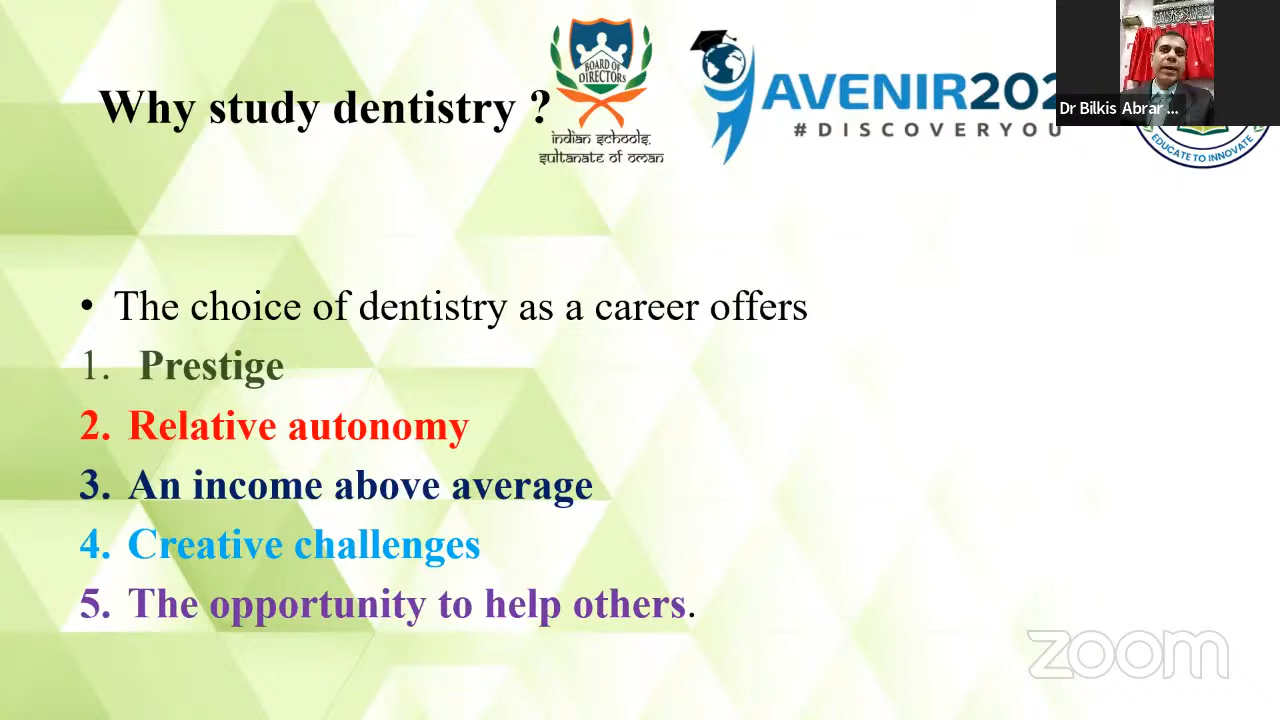 Why study dentistry ?
BOARD OF
DIRECTORS
indian schools,
sultanate of oman
AVENIR202
#DISCOVERYOU
Dr Bilkis Abrar ...
EDUCATE TO INNOVATE
• The choice of dentistry as a career offers
1. Prestige
2. Relative autonomy
3. An income above average
4. Creative challenges
5. The opportunity to help others.
zoom